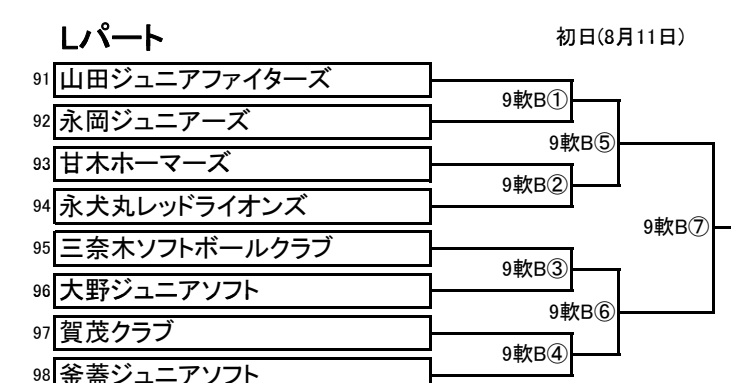 Lパート
初日(8月11日)
91 山田ジュニアファイターズ
9軟B①
92 永岡ジュニアーズ
9軟B⑤
93 甘木ホーマーズ
9軟B②
94 永犬丸レッドライオンズ
9軟B⑦
95 三奈木ソフトボールクラブ
9軟B③
96 大野ジュニアソフト
9軟B⑥
97 賀茂クラブ
9軟B④
98 釜蓋ジュニアソフト